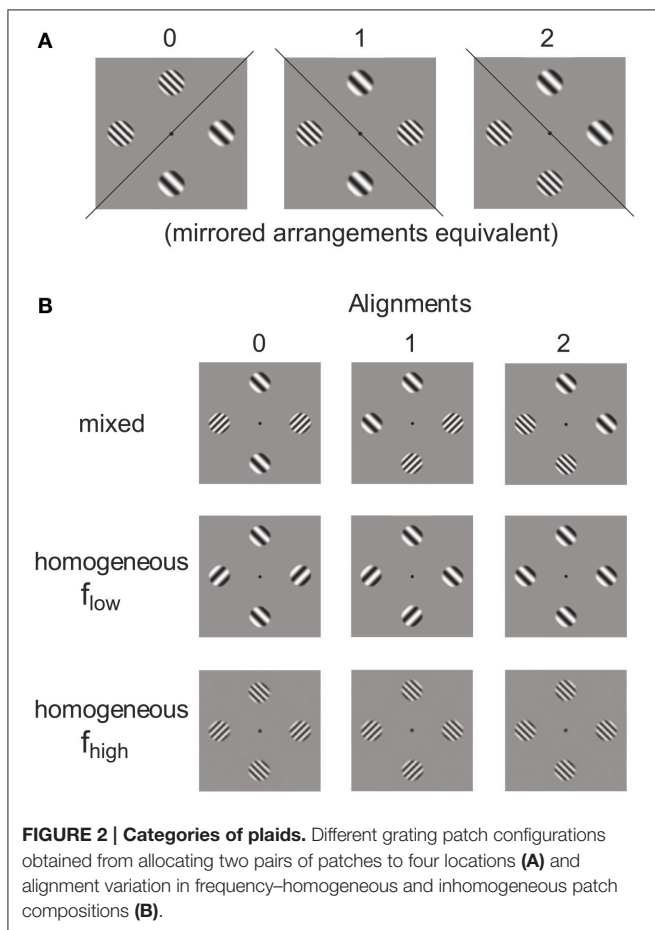 A
0 1 2
(mirrored arrangements equivalent)
B
Alignments
0 1 2
mixed
homogeneous
flow
homogeneous
fhigh
FIGURE 2 | Categories of plaids. Different grating patch configurations
obtained from allocating two pairs of patches to four locations (A) and
alignment variation in frequency–homogeneous and inhomogeneous patch
compositions (B).